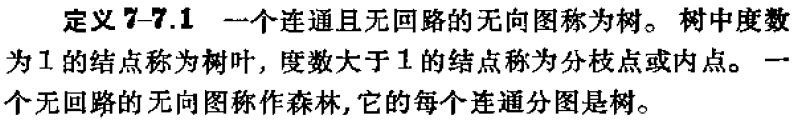 定义 7-7.1 一个连通且无回路的无向图称为树。树中度数
为1的结点称为树叶, 度数大于1的结点称为分枝点或内点。一
个无回路的无向图称作森林, 它的每个连通分图是树。